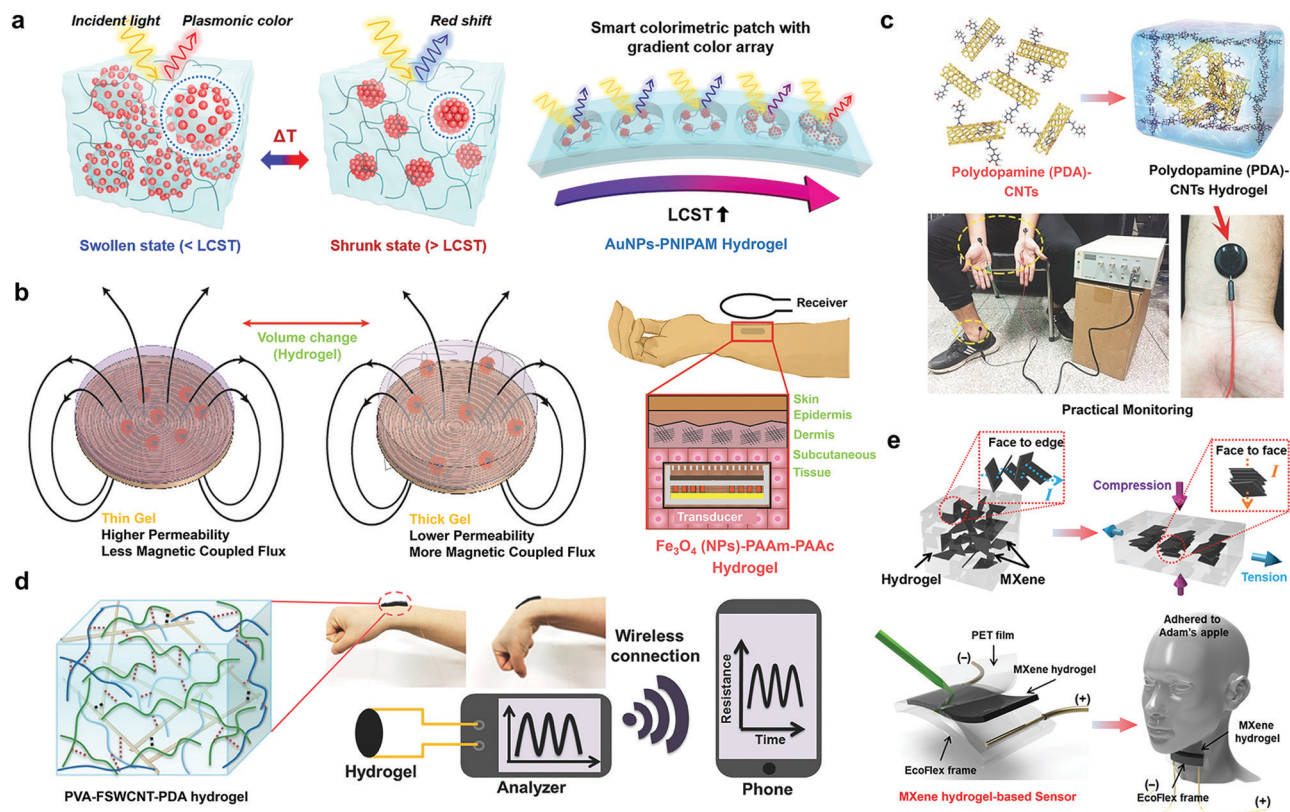 a
Incident light
Plasmonic color
Red shift
ΔT
Swollen state (< LCST)
Shrunk state (> LCST)
Smart colorimetric patch with
gradient color array
LCST ⬆
AuNPs-PNIPAM Hydrogel
b
Volume change
(Hydrogel)
Thin Gel
Higher Permeability
Less Magnetic Coupled Flux
Thick Gel
Lower Permeability
More Magnetic Coupled Flux
Receiver
Skin
Epidermis
Dermis
Subcutaneous
Tissue
Transducer
Fe₃O₄ (NPs)-PAAm-PAAc
Hydrogel
c
Polydopamine (PDA)-
CNTs
Polydopamine (PDA)-
CNTs Hydrogel
Practical Monitoring
d
PVA-FSWCNT-PDA hydrogel
Hydrogel
Analyzer
Wireless
connection
Resistance
Time
Phone
e
Face to edge
I
Hydrogel
MXene
Compression
Face to face
I
Tension
PET film
(–)
MXene hydrogel
(+)
EcoFlex frame
MXene hydrogel-based Sensor
Adhered to
Adam's apple
MXene
hydrogel
(–)
EcoFlex frame
(+)